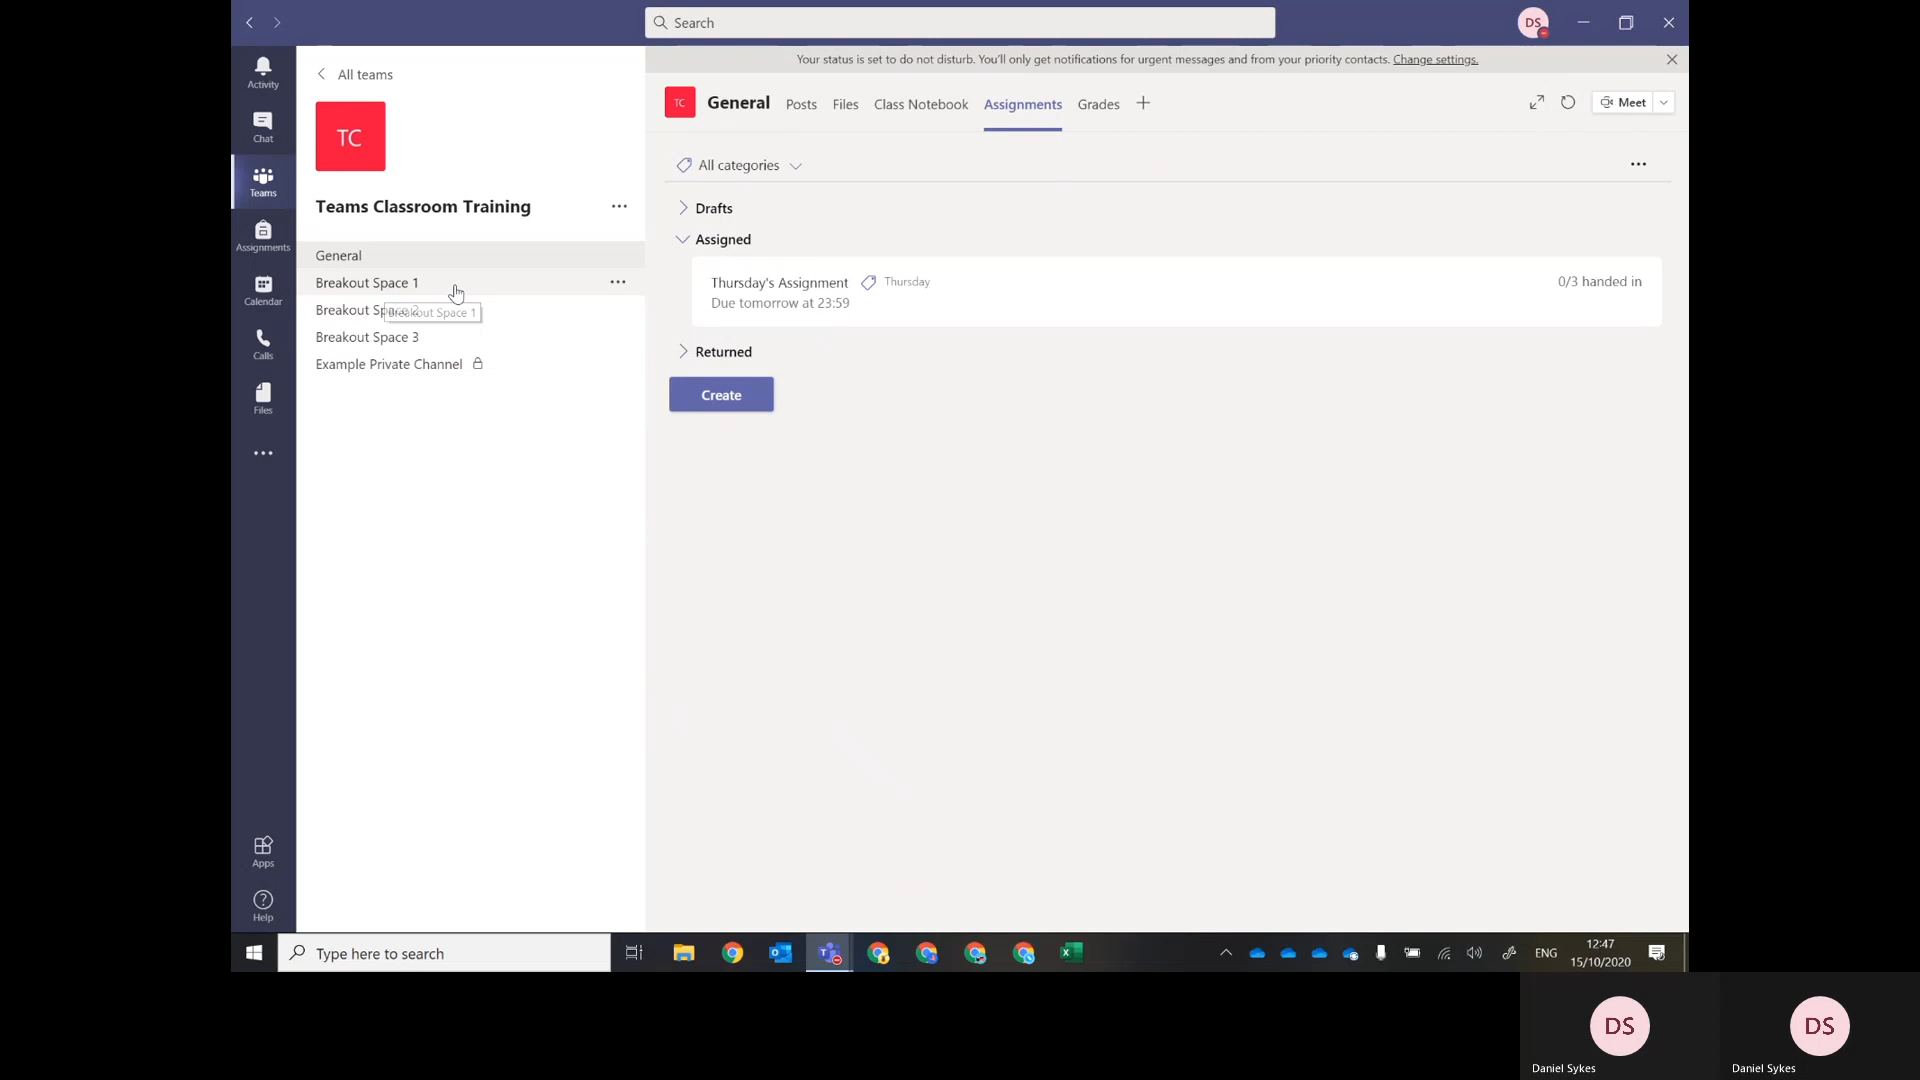 Search
DS
Activity
Chat
Teams
Assignments
Calendar
Calls
Files
Apps
Help
All teams
TC
Teams Classroom Training
General
Breakout Space 1
Breakout Space 2
Breakout Space 1
Breakout Space 3
Example Private Channel
Your status is set to do not disturb. You'll only get notifications for urgent messages and from your priority contacts. Change settings.
TC General Posts Files Class Notebook Assignments Grades
Meet
All categories
Drafts
Assigned
Thursday's Assignment Thursday
0/3 handed in
Due tomorrow at 23:59
Returned
Create
Type here to search
ENG
12:47
15/10/2020
DS
Daniel Sykes
DS
Daniel Sykes